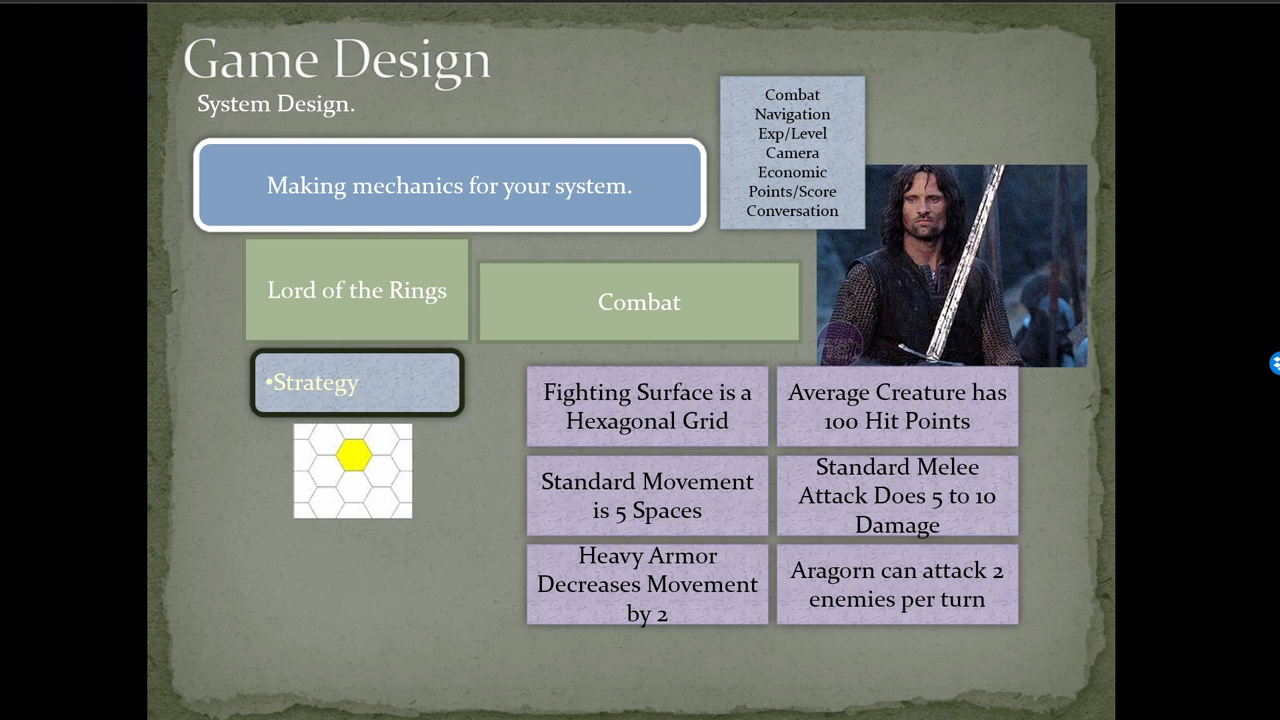 Game Design
System Design.
Making mechanics for your system.
Combat
Navigation
Exp/Level
Camera
Economic
Points/Score
Conversation
Lord of the Rings
Combat
•Strategy
Fighting Surface is a
Hexagonal Grid
Average Creature has
100 Hit Points
Standard Movement
is 5 Spaces
Standard Melee
Attack Does 5 to 10
Damage
Heavy Armor
Decreases Movement
by 2
Aragorn can attack 2
enemies per turn